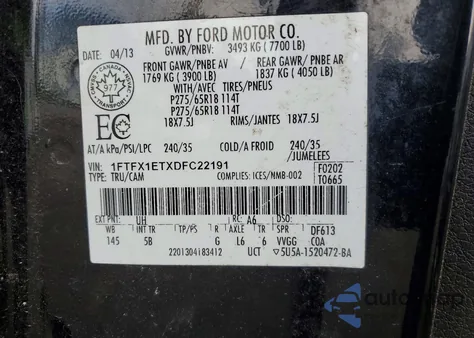 MFD. BY FORD MOTOR CO.
DATE: 04/13
GVWR/PNBV: 3493 KG (7700 LB)
FRONT GAWR/PNBE AV / REAR GAWR/PNBE AR
1769 KG (3900 LB) 1837 KG (4050 LB)
WITH/AVEC TIRES/PNEUS
P275/65R18 114T
P275/65R18 114T
18X7.5J RIMS/JANTES 18X7.5J
CANADA
977
TRANSPORT
AT/A kPa/PSI/LPC 240/35 COLD/A FROID 240/35
/JUMELEES
VIN: 1FTFX1ETXDFC22191
TYPE: TRU/CAM COMPLIES: ICES/NMB-002
F0202
T0665
EXT PNT: UH RC: A6 DSO:
WB INT TR AXLE TR SPR DF613
145 5B G L6 6 VVGG COA
2201304183412 UCT 5U5A-1520472-BA